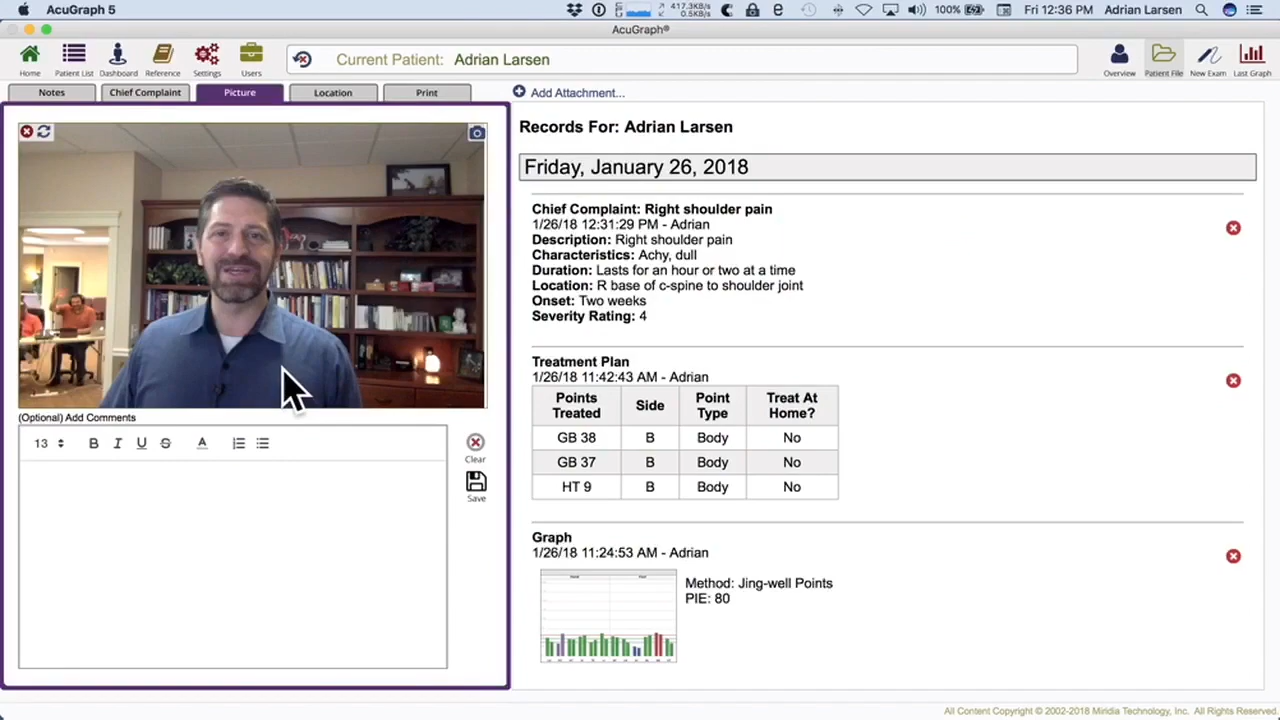 AcuGraph 5
417.3KB/s
0.5KB/s
100%
Fri 12:36 PM
Adrian Larsen
AcuGraph®
Home
Patient List
Dashboard
Reference
Settings
Users
Current Patient: Adrian Larsen
Overview
Patient File
New Exam
Last Graph
Notes
Chief Complaint
Picture
Location
Print
Add Attachment...
Records For: Adrian Larsen
Friday, January 26, 2018
Chief Complaint: Right shoulder pain
1/26/18 12:31:29 PM - Adrian
Description: Right shoulder pain
Characteristics: Achy, dull
Duration: Lasts for an hour or two at a time
Location: R base of c-spine to shoulder joint
Onset: Two weeks
Severity Rating: 4
(Optional) Add Comments
13 B I U S A
Clear
Save
Treatment Plan
1/26/18 11:42:43 AM - Adrian
Points Treated Side Point Type Treat At Home?
GB 38 B Body No
GB 37 B Body No
HT 9 B Body No
Graph
1/26/18 11:24:53 AM - Adrian
Method: Jing-well Points
PIE: 80
All Content Copyright © 2002-2018 Miridia Technology, Inc. All Rights Reserved.